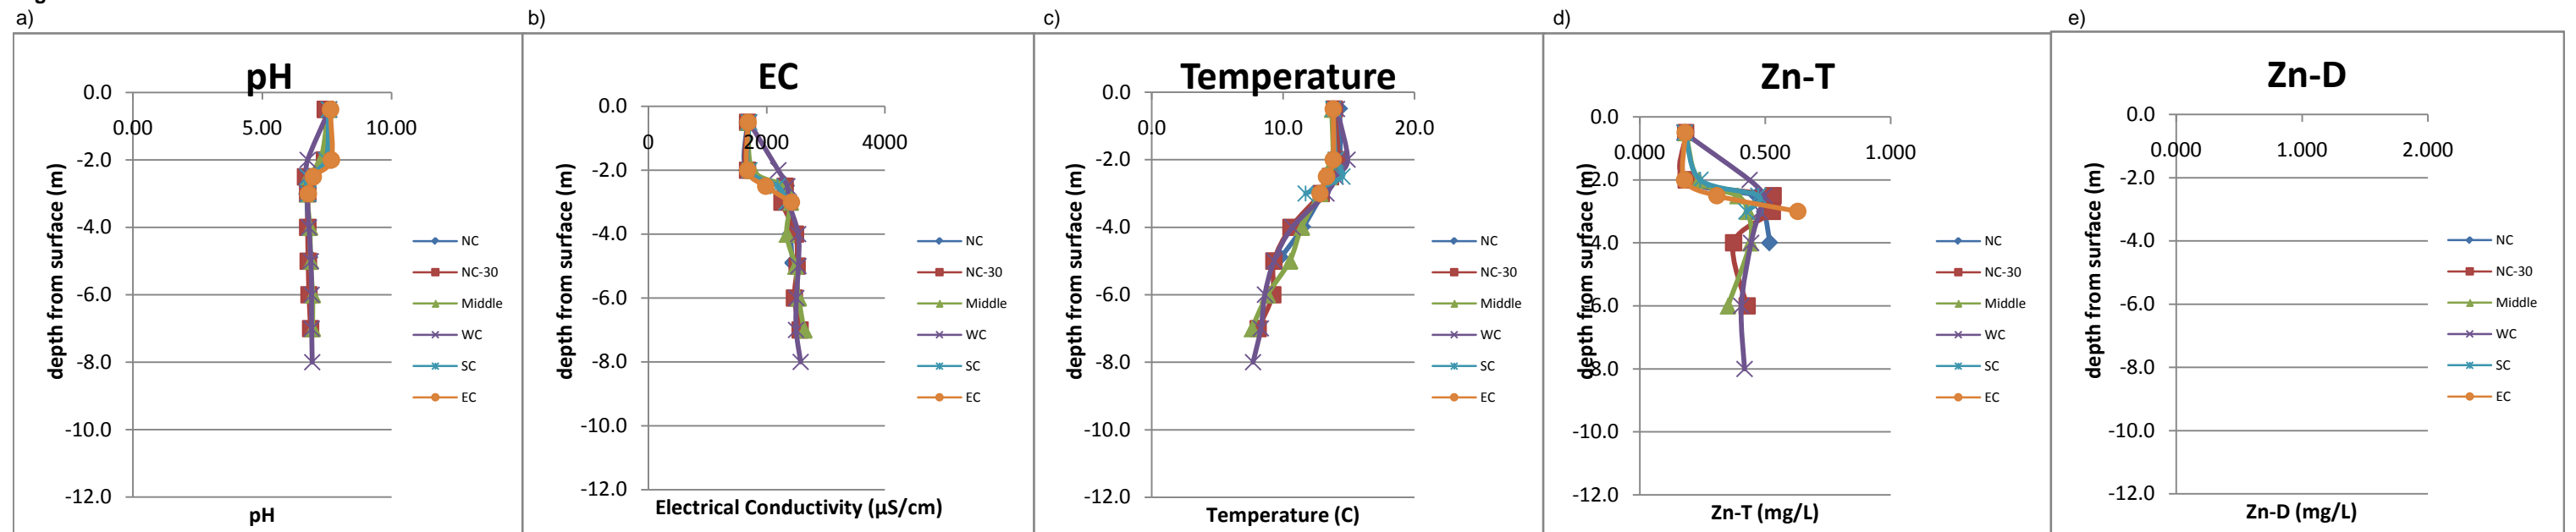 a)
b)
c)
d)
e)
pH
0.0
0.00
5.00
10.00
-2.0
-4.0
-6.0
-8.0
-10.0
-12.0
depth from surface (m)
pH
NC
NC-30
Middle
WC
SC
EC
EC
0.0
0
2000
4000
-2.0
-4.0
-6.0
-8.0
-10.0
-12.0
depth from surface (m)
Electrical Conductivity (µS/cm)
NC
NC-30
Middle
WC
SC
EC
Temperature
0.0
0.0
10.0
20.0
-2.0
-4.0
-6.0
-8.0
-10.0
-12.0
depth from surface (m)
Temperature (C)
NC
NC-30
Middle
WC
SC
EC
Zn-T
0.0
0.000
0.500
1.000
-2.0
-4.0
-6.0
-8.0
-10.0
-12.0
depth from surface (m)
Zn-T (mg/L)
NC
NC-30
Middle
WC
SC
EC
Zn-D
0.0
0.000
1.000
2.000
-2.0
-4.0
-6.0
-8.0
-10.0
-12.0
depth from surface (m)
Zn-D (mg/L)
NC
NC-30
Middle
WC
SC
EC